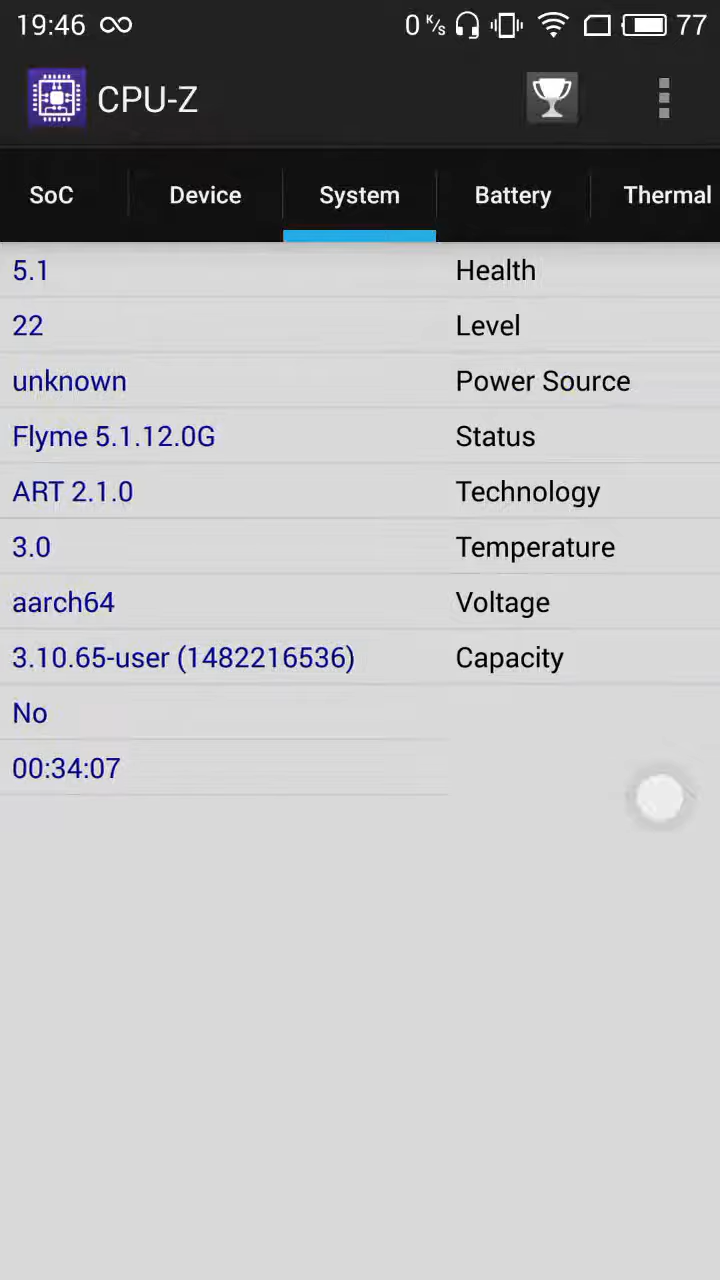 19:46 0 K/s 77
CPU-Z
SoC Device System Battery Thermal
5.1 Health
22 Level
unknown Power Source
Flyme 5.1.12.0G Status
ART 2.1.0 Technology
3.0 Temperature
aarch64 Voltage
3.10.65-user (1482216536) Capacity
No
00:34:07